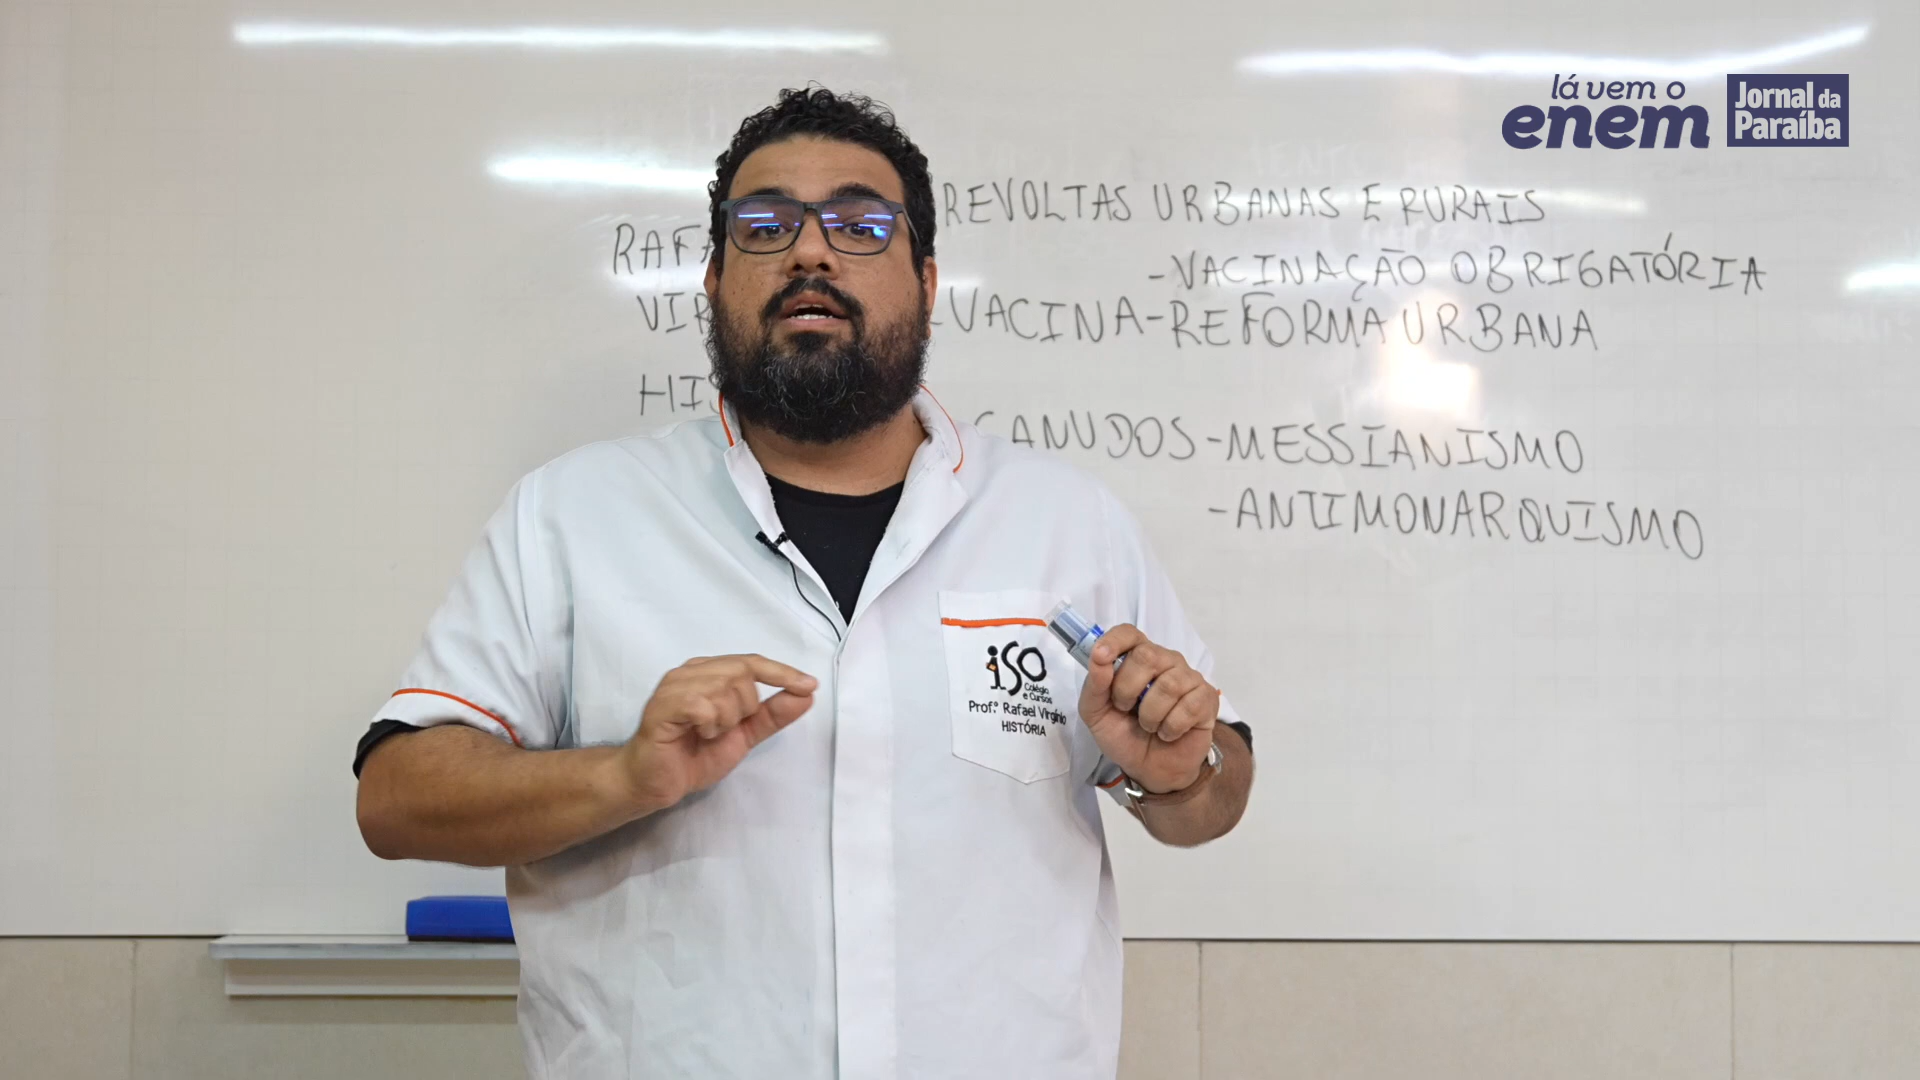 lá vem o
enem
Jornal da
Paraíba
REVOLTAS URBANAS E RURAIS
-VACINAÇÃO OBRIGATÓRIA
VACINA-REFORMA URBANA
CANUDOS-MESSIANISMO
-ANTIMONARQUISMO
iSO
Colégio
e Cursos
Prof.º Rafael Virgínio
HISTÓRIA